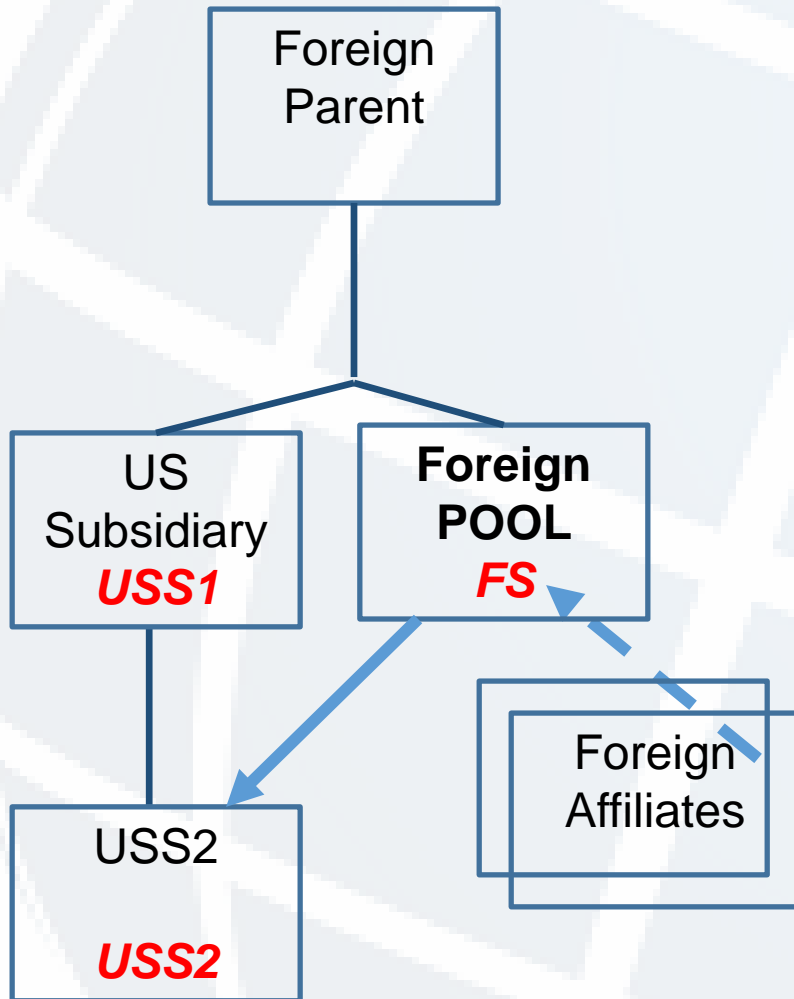 Foreign
Parent
US
Subsidiary
USS1
Foreign
POOL
FS
Foreign
Affiliates
USS2
USS2